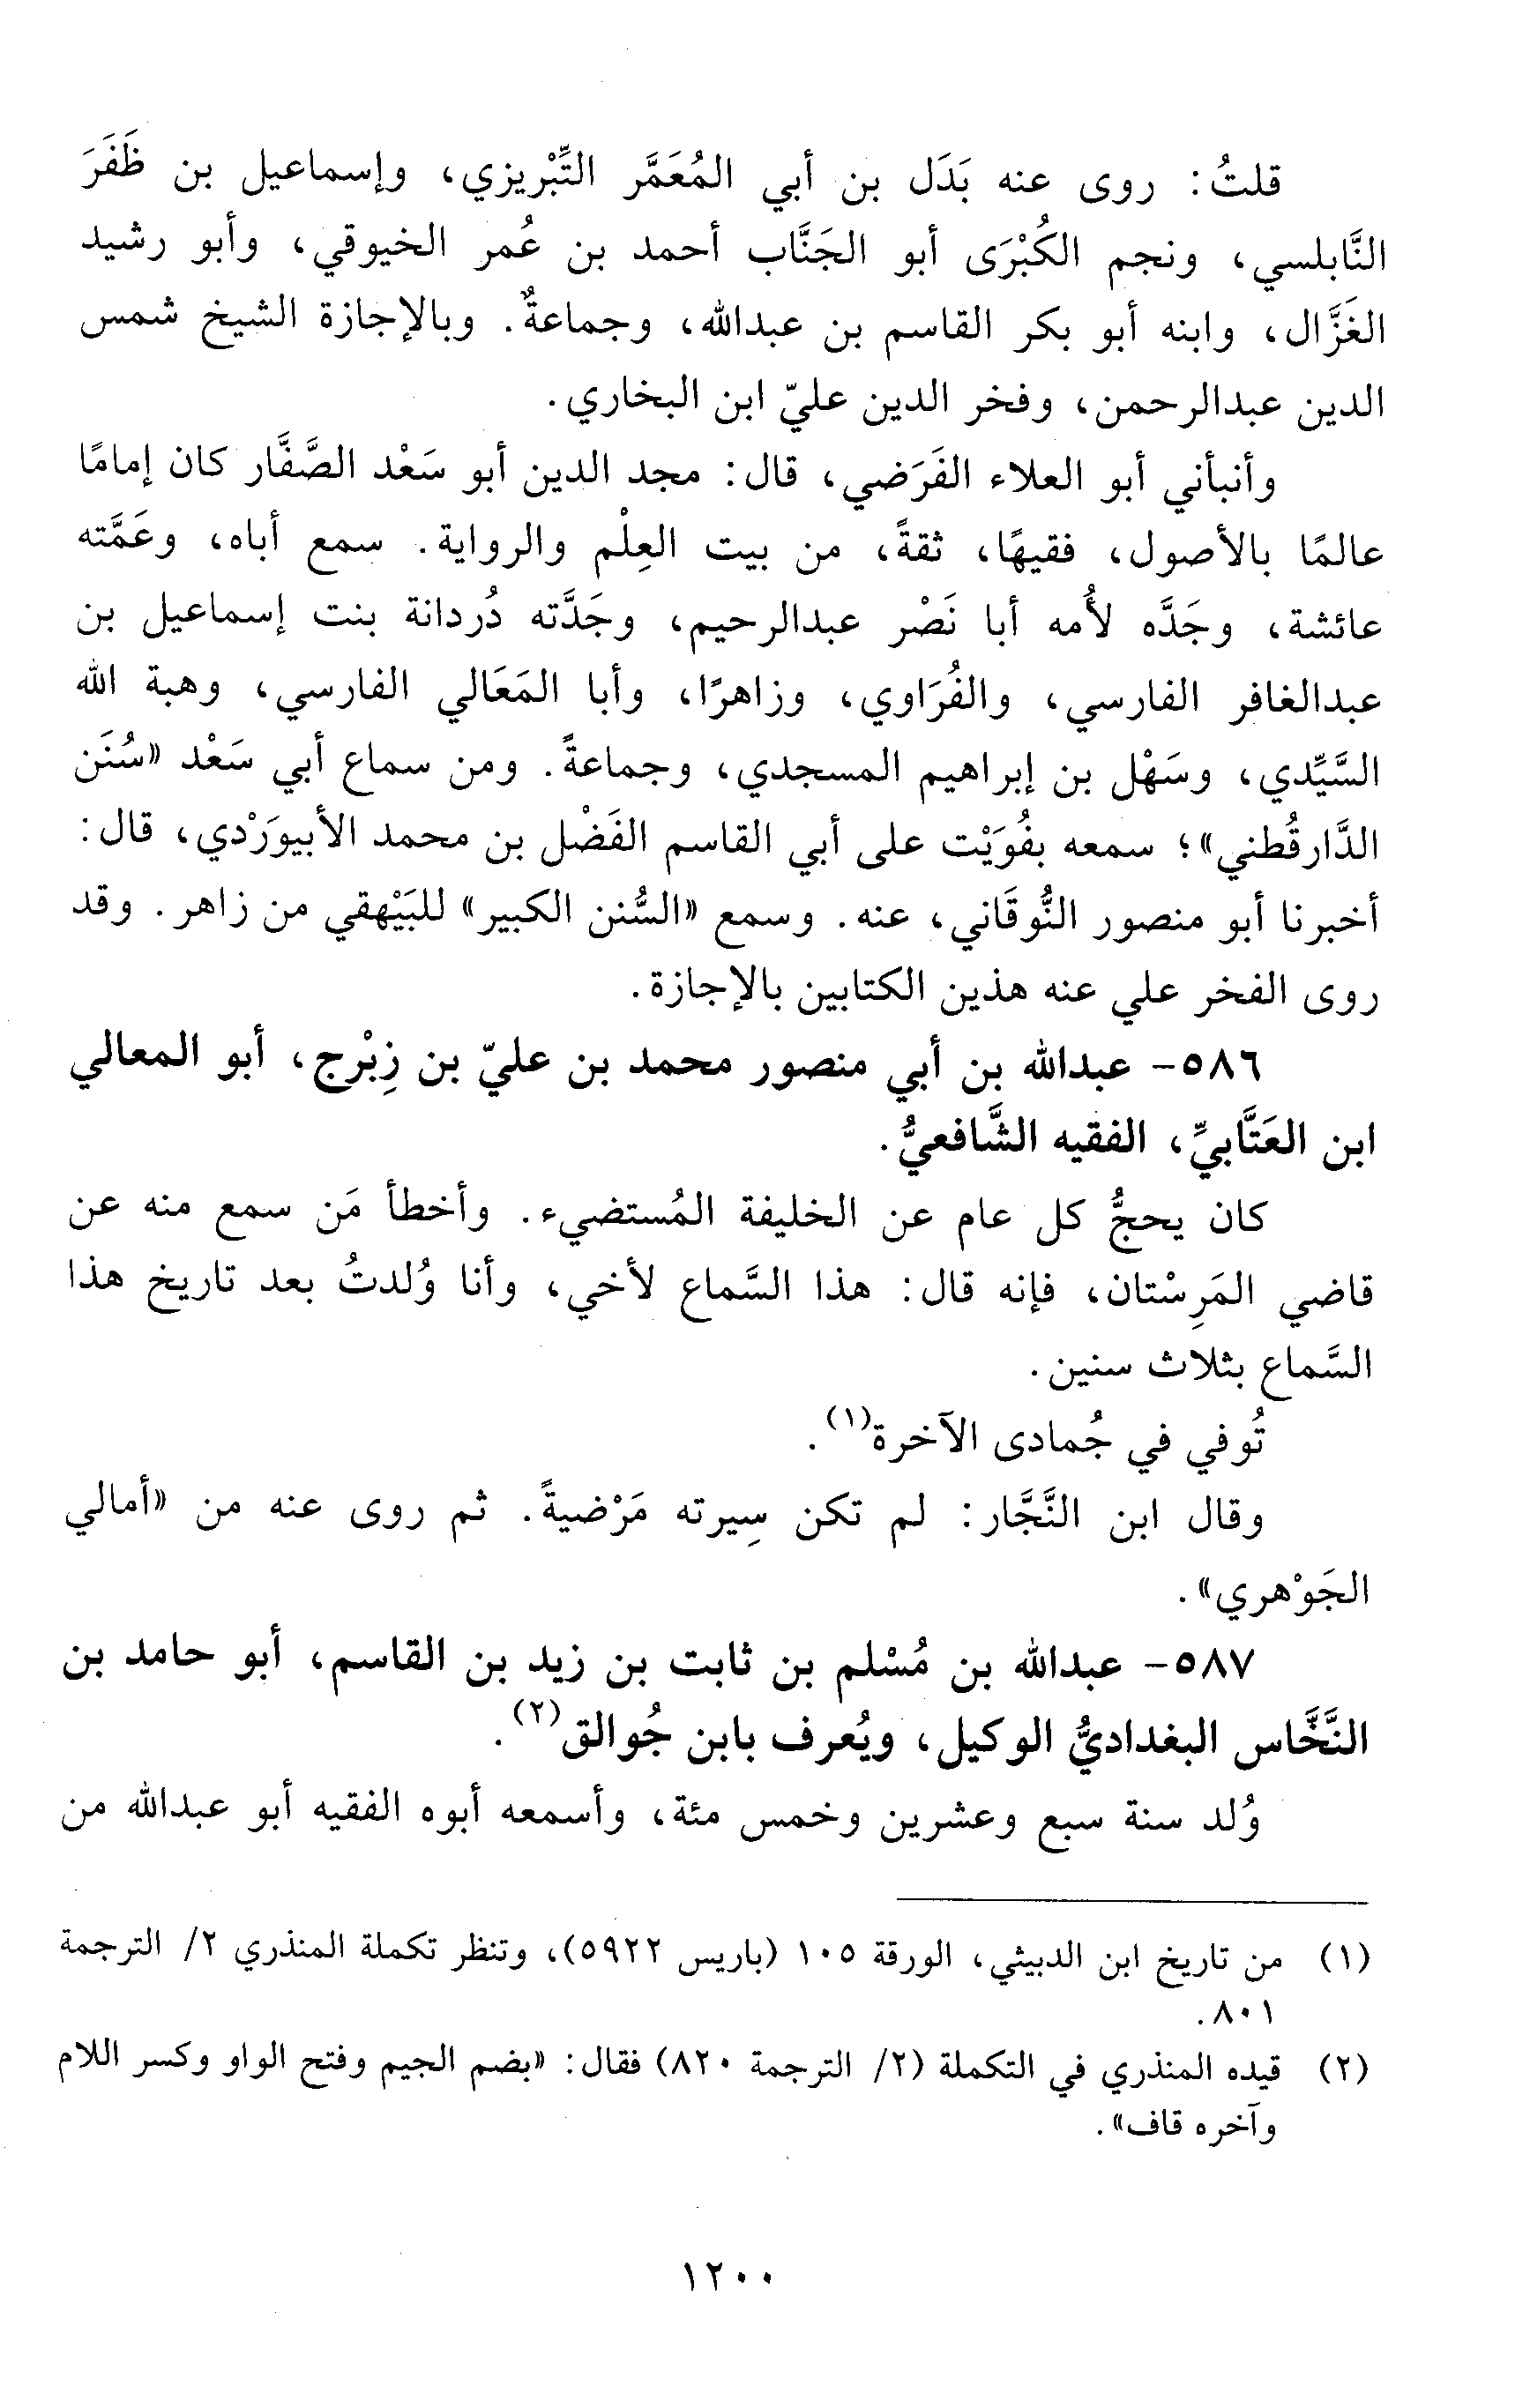 قلتُ: روى عنه بَدَل بن أبي المُعَمَّر التِّبْريزي، وإسماعيل بن ظَفَرَ
النَّابلسي، ونجم الكُبْرَى أبو الجَنَّاب أحمد بن عُمر الخيوقي، وأبو رشيد
الغَزَّال، وابنه أبو بكر القاسم بن عبدالله، وجماعةٌ. وبالإجازة الشيخ شمس
الدين عبدالرحمن، وفخر الدين عليّ ابن البخاري.
وأنبأني أبو العلاء الفَرَضي، قال: مجد الدين أبو سَعْد الصَّفَّار كان إمامًا
عالمًا بالأصول، فقيهًا، ثقةً، من بيت العِلْم والرواية. سمع أباه، وعَمَّته
عائشة، وجَدَّه لأُمه أبا نَصْر عبدالرحيم، وجَدَّته دُردانة بنت إسماعيل بن
عبدالغافر الفارسي، والفُرَاوي، وزاهرًا، وأبا المَعَالي الفارسي، وهبة الله
السَّيِّدي، وسَهْل بن إبراهيم المسجدي، وجماعةً. ومن سماع أبي سَعْد «سُنَن
الدَّارقُطني»؛ سمعه بفُوَيْت على أبي القاسم الفَضْل بن محمد الأبيوَرْدي، قال:
أخبرنا أبو منصور النُّوقَاني، عنه. وسمع «السُّنن الكبير» للبَيْهقي من زاهر. وقد
روى الفخر علي عنه هذين الكتابين بالإجازة.
٥٨٦- عبدالله بن أبي منصور محمد بن عليّ بن زِبْرج، أبو المعالي
ابن العَتَّابيِّ، الفقيه الشَّافعيُّ.
كان يحجُّ كل عام عن الخليفة المُستضيء. وأخطأ مَن سمع منه عن
قاضي المَرِسْتان، فإنه قال: هذا السَّماع لأخي، وأنا وُلدتُ بعد تاريخ هذا
السَّماع بثلاث سنين.
تُوفي في جُمادى الآخرة(١).
وقال ابن النَّجَّار: لم تكن سِيرته مَرْضيةً. ثم روى عنه من «أمالي
الجَوْهري».
٥٨٧- عبدالله بن مُسْلم بن ثابت بن زيد بن القاسم، أبو حامد بن
النَّخَّاس البغداديُّ الوكيل، ويُعرف بابن جُوالق(٢).
وُلد سنة سبع وعشرين وخمس مئة، وأسمعه أبوه الفقيه أبو عبدالله من
(١) من تاريخ ابن الدبيثي، الورقة ١٠٥ (باريس ٥٩٢٢)، وتنظر تكملة المنذري ٢/ الترجمة
٨٠١.
(٢) قيده المنذري في التكملة (٢/ الترجمة ٨٢٠) فقال: «بضم الجيم وفتح الواو وكسر اللام
وآخره قاف».
١٢٠٠